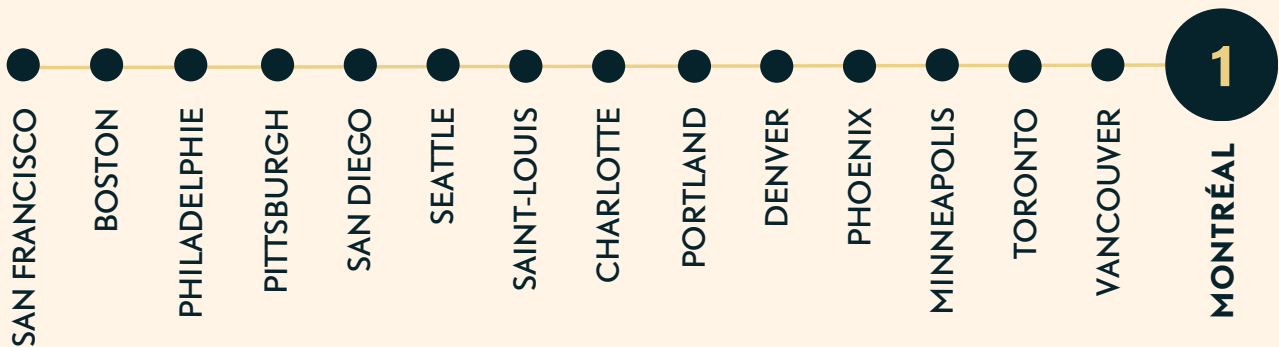 SAN FRANCISCO
BOSTON
PHILADELPHIE
PITTSBURGH
SAN DIEGO
SEATTLE
SAINT-LOUIS
CHARLOTTE
PORTLAND
DENVER
PHOENIX
MINNEAPOLIS
TORONTO
VANCOUVER
1
MONTRÉAL